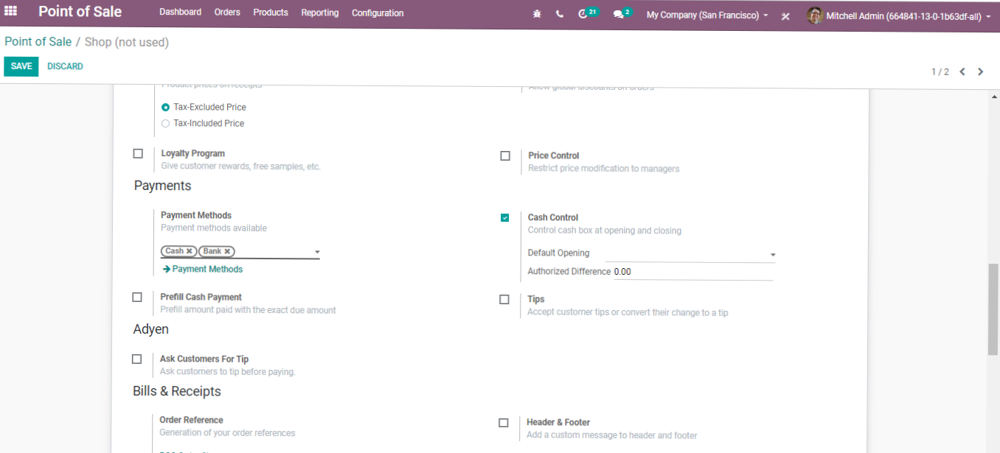 Point of Sale Dashboard Orders Products Reporting Configuration 21 2 My Company (San Francisco) Mitchell Admin (664841-13-0-1b63df-all)
Point of Sale / Shop (not used)
SAVE DISCARD
1 / 2
Product prices on receipts
Allow global discounts on orders
Tax-Excluded Price
Tax-Included Price
Loyalty Program
Give customer rewards, free samples, etc.
Price Control
Restrict price modification to managers
Payments
Payment Methods
Payment methods available
Cash Bank
Payment Methods
Cash Control
Control cash box at opening and closing
Default Opening
Authorized Difference 0.00
Prefill Cash Payment
Prefill amount paid with the exact due amount
Tips
Accept customer tips or convert their change to a tip
Adyen
Ask Customers For Tip
Ask customers to tip before paying.
Bills & Receipts
Order Reference
Generation of your order references
Header & Footer
Add a custom message to header and footer